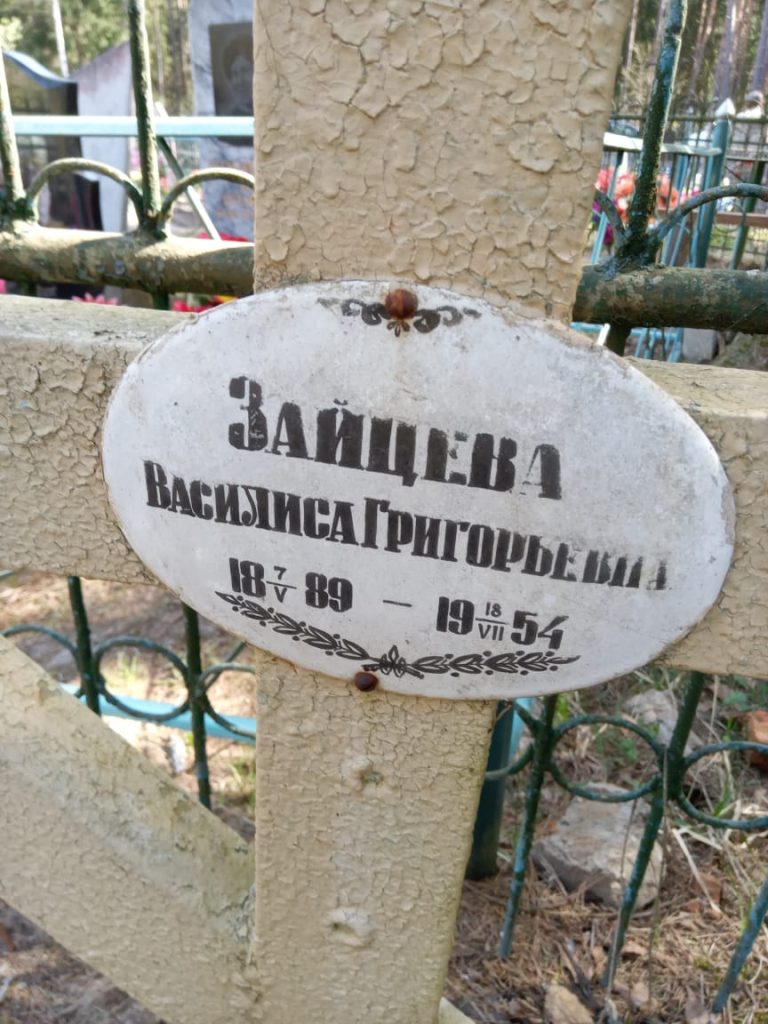 ЗАЙЦЕВА
ВАСИЛИСА ГРИГОРЬЕВНА
18 7/V 89 — 19 18/VII 54